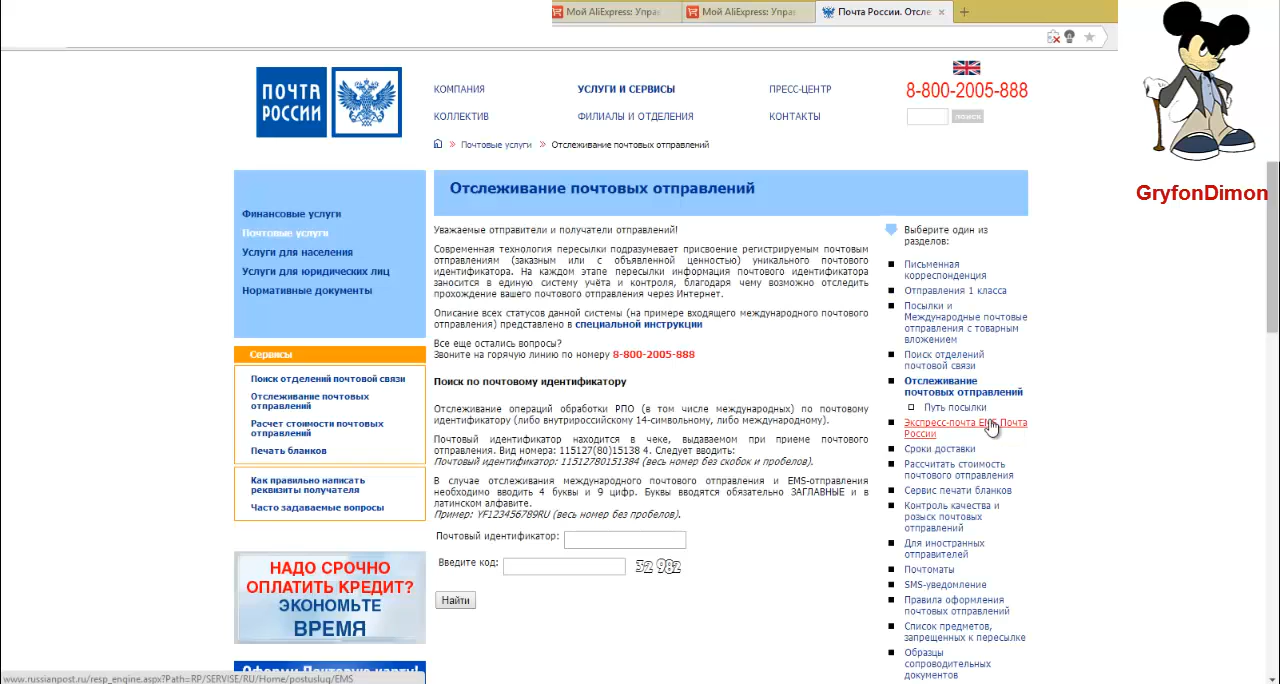 Мой AliExpress: Упра
Мой AliExpress: Упра
Почта России. Отсле
ПОЧТА
РОССИИ
КОМПАНИЯ
УСЛУГИ И СЕРВИСЫ
ПРЕСС-ЦЕНТР
КОЛЛЕКТИВ
ФИЛИАЛЫ И ОТДЕЛЕНИЯ
КОНТАКТЫ
8-800-2005-888
поиск
GryfonDimon
» Почтовые услуги » Отслеживание почтовых отправлений
Финансовые услуги
Почтовые услуги
Услуги для населения
Услуги для юридических лиц
Нормативные документы
Сервисы
Поиск отделений почтовой связи
Отслеживание почтовых
отправлений
Расчет стоимости почтовых
отправлений
Печать бланков
Как правильно написать
реквизиты получателя
Часто задаваемые вопросы
НАДО СРОЧНО
ОПЛАТИТЬ КРЕДИТ?
ЭКОНОМЬТЕ
ВРЕМЯ
Оформи Почтовую карту!
Отслеживание почтовых отправлений
Уважаемые отправители и получатели отправлений!
Современная технология пересылки подразумевает присвоение регистрируемым почтовым
отправлениям (заказным или с объявленной ценностью) уникального почтового
идентификатора. На каждом этапе пересылки информация почтового идентификатора
заносится в единую систему учёта и контроля, благодаря чему возможно отследить
прохождение вашего почтового отправления через Интернет.
Описание всех статусов данной системы (на примере входящего международного почтового
отправления) представлено в специальной инструкции
Все еще остались вопросы?
Звоните на горячую линию по номеру 8-800-2005-888
Поиск по почтовому идентификатору
Отслеживание операций обработки РПО (в том числе международных) по почтовому
идентификатору (либо внутрироссийскому 14-символьному, либо международному).
Почтовый идентификатор находится в чеке, выдаваемом при приеме почтового
отправления. Вид номера: 115127(80)15138 4. Следует вводить:
Почтовый идентификатор: 11512780151384 (весь номер без скобок и пробелов).
В случае отслеживания международного почтового отправления и EMS-отправления
необходимо вводить 4 буквы и 9 цифр. Буквы вводятся обязательно ЗАГЛАВНЫЕ и в
латинском алфавите.
Пример: YF123456789RU (весь номер без пробелов).
Почтовый идентификатор:
Введите код:
32 982
Найти
Выберите один из
разделов:
Письменная
корреспонденция
Отправления 1 класса
Посылки и
Международные почтовые
отправления с товарным
вложением
Поиск отделений
почтовой связи
Отслеживание
почтовых отправлений
Путь посылки
Экспресс-почта EMS Почта
России
Сроки доставки
Рассчитать стоимость
почтового отправления
Сервис печати бланков
Контроль качества и
розыск почтовых
отправлений
Для иностранных
отправителей
Почтоматы
SMS-уведомление
Правила оформления
почтовых отправлений
Список предметов,
запрещенных к пересылке
Образцы
сопроводительных
документов
www.russianpost.ru/resp_engine.aspx?Path=RP/SERVISE/RU/Home/postuslug/EMS